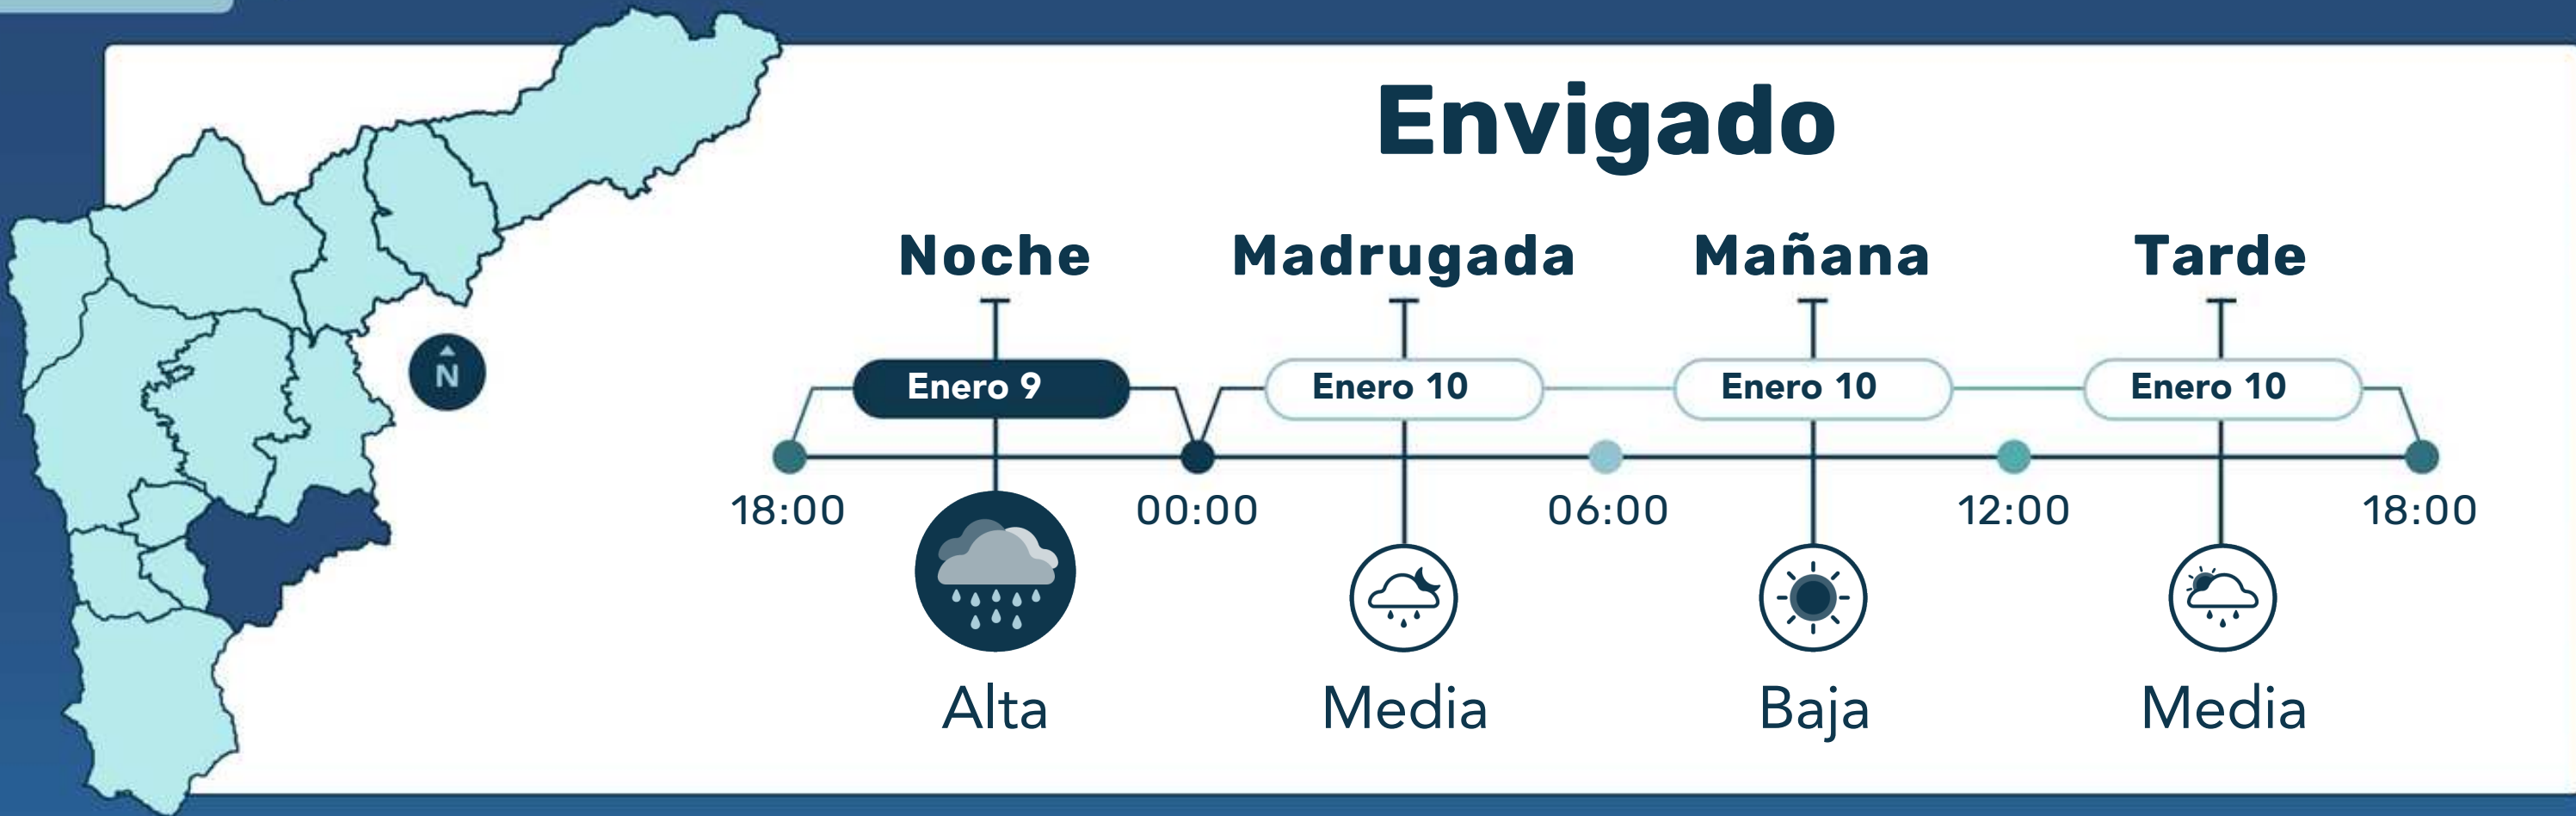 Envigado
Noche Madrugada Mañana Tarde
N
Enero 9 Enero 10 Enero 10 Enero 10
18:00 00:00 06:00 12:00 18:00
Alta Media Baja Media